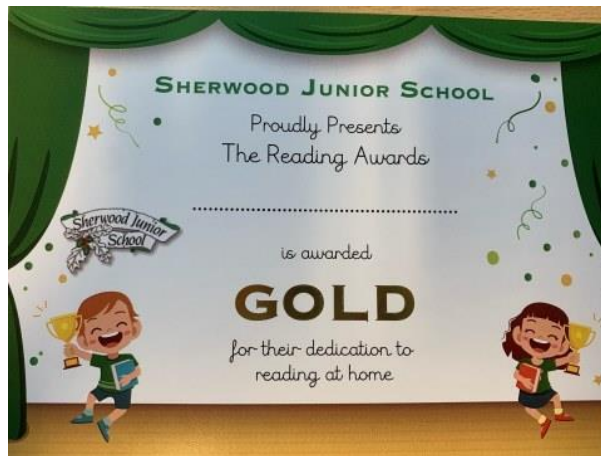 SHERWOOD JUNIOR SCHOOL
Proudly Presents
The Reading Awards
................................................................
Sherwood Junior
School
is awarded
GOLD
for their dedication to
reading at home